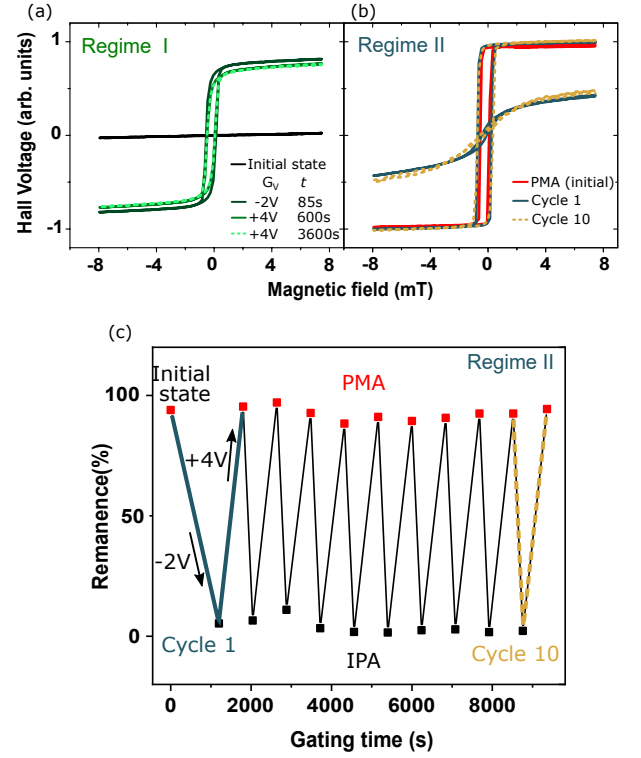 (a)
(b)
Regime I
Regime II
Hall Voltage (arb. units)
1
0
-1
Initial state
Gᵥ t
-2V 85s
+4V 600s
+4V 3600s
PMA (initial)
Cycle 1
Cycle 10
-8 -4 0 4 8
-8 -4 0 4 8
Magnetic field (mT)
(c)
Regime II
Initial
state
PMA
+4V
-2V
Cycle 1
IPA
Cycle 10
Remanence(%)
100
50
0
0 2000 4000 6000 8000
Gating time (s)